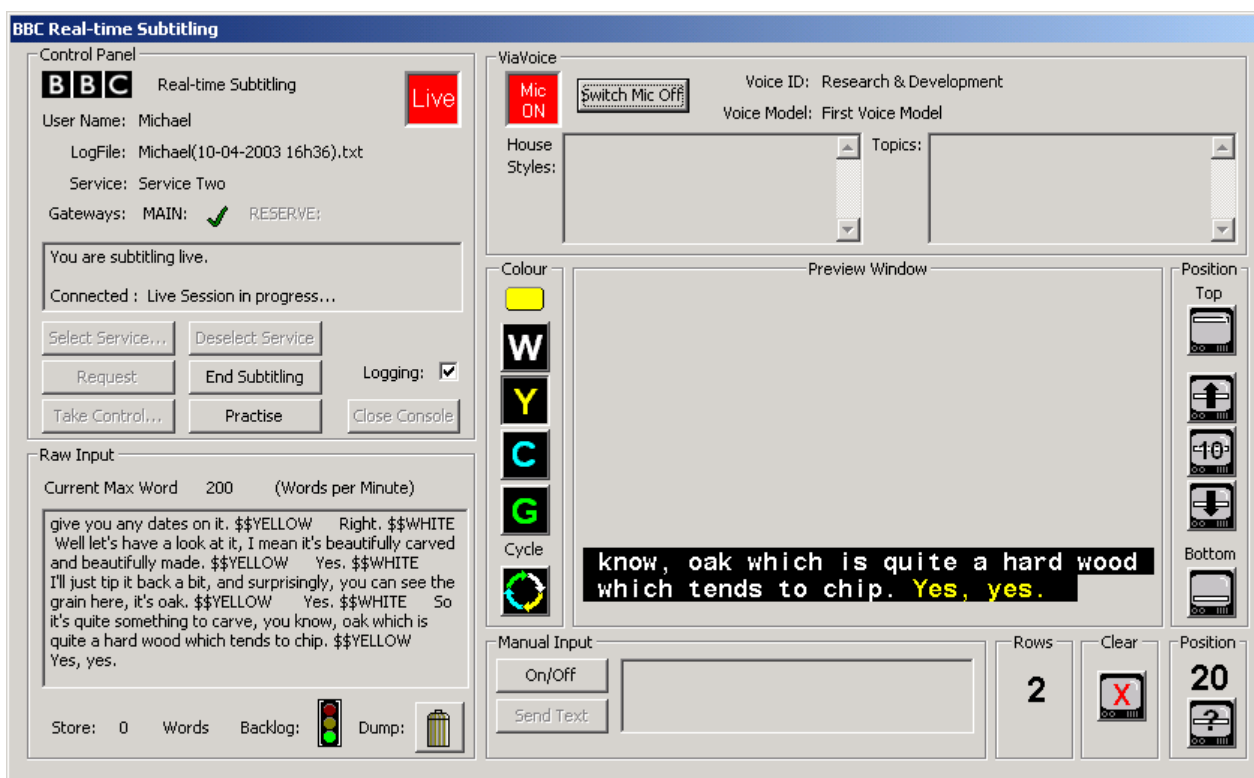 BBC Real-time Subtitling
Control Panel
BBC Real-time Subtitling
Live
User Name: Michael
LogFile: Michael(10-04-2003 16h36).txt
Service: Service Two
Gateways: MAIN: RESERVE:
You are subtitling live.
Connected : Live Session in progress...
Select Service... Deselect Service
Request End Subtitling Logging:
Take Control... Practise Close Console
Raw Input
Current Max Word 200 (Words per Minute)
give you any dates on it. $$YELLOW Right. $$WHITE
Well let's have a look at it, I mean it's beautifully carved
and beautifully made. $$YELLOW Yes. $$WHITE
I'll just tip it back a bit, and surprisingly, you can see the
grain here, it's oak. $$YELLOW Yes. $$WHITE So
it's quite something to carve, you know, oak which is
quite a hard wood which tends to chip. $$YELLOW
Yes, yes.
Store: 0 Words Backlog: Dump:
ViaVoice
Mic
ON
Switch Mic Off
Voice ID: Research & Development
Voice Model: First Voice Model
House
Styles:
Topics:
Colour
W
Y
C
G
Cycle
Preview Window
know, oak which is quite a hard wood
which tends to chip. Yes, yes.
Position
Top
10
Bottom
Manual Input
On/Off
Send Text
Rows
2
Clear
X
Position
20
?